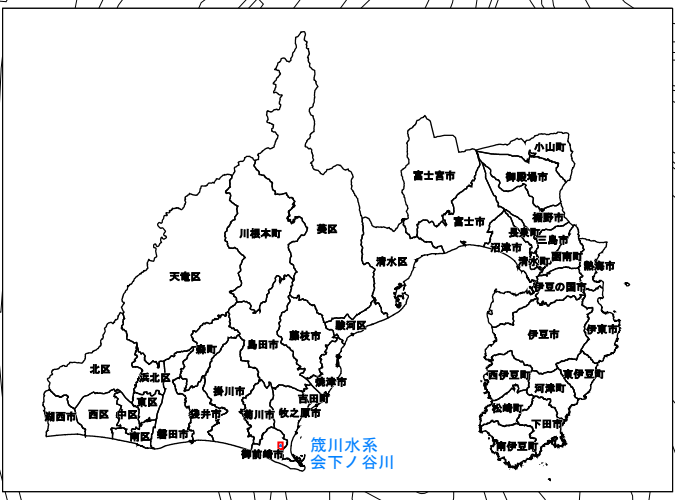 小山町
富士宮市
御殿場市
裾野市
富士市
葵区
川根本町
長泉町
三島市
沼津市
函南町
清水町
清水区
熱海市
天竜区
伊豆の国市
駿河区
伊東市
伊豆市
藤枝市
島田市
森町
北区
浜北区
西伊豆町
東伊豆町
焼津市
河津町
掛川市
吉田町
東区
松崎町
湖西市
西区
中区
袋井市
菊川市
牧之原市
下田市
磐田市
南区
南伊豆町
御前崎市
筬川水系
会下ノ谷川